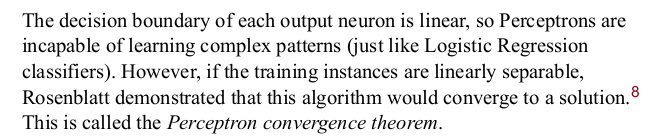 The decision boundary of each output neuron is linear, so Perceptrons are
incapable of learning complex patterns (just like Logistic Regression
classifiers). However, if the training instances are linearly separable,
Rosenblatt demonstrated that this algorithm would converge to a solution.8
This is called the Perceptron convergence theorem.